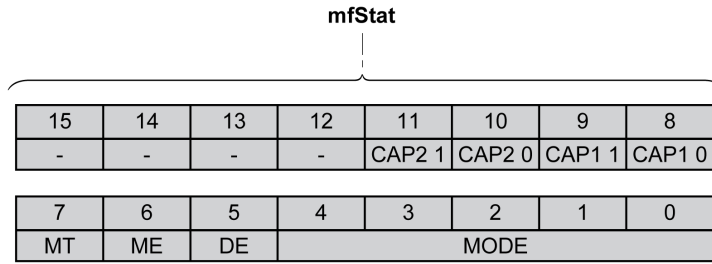 mfStat
15 14 13 12 11 10 9 8
- - - - CAP2 1 CAP2 0 CAP1 1 CAP1 0
7 6 5 4 3 2 1 0
MT ME DE MODE